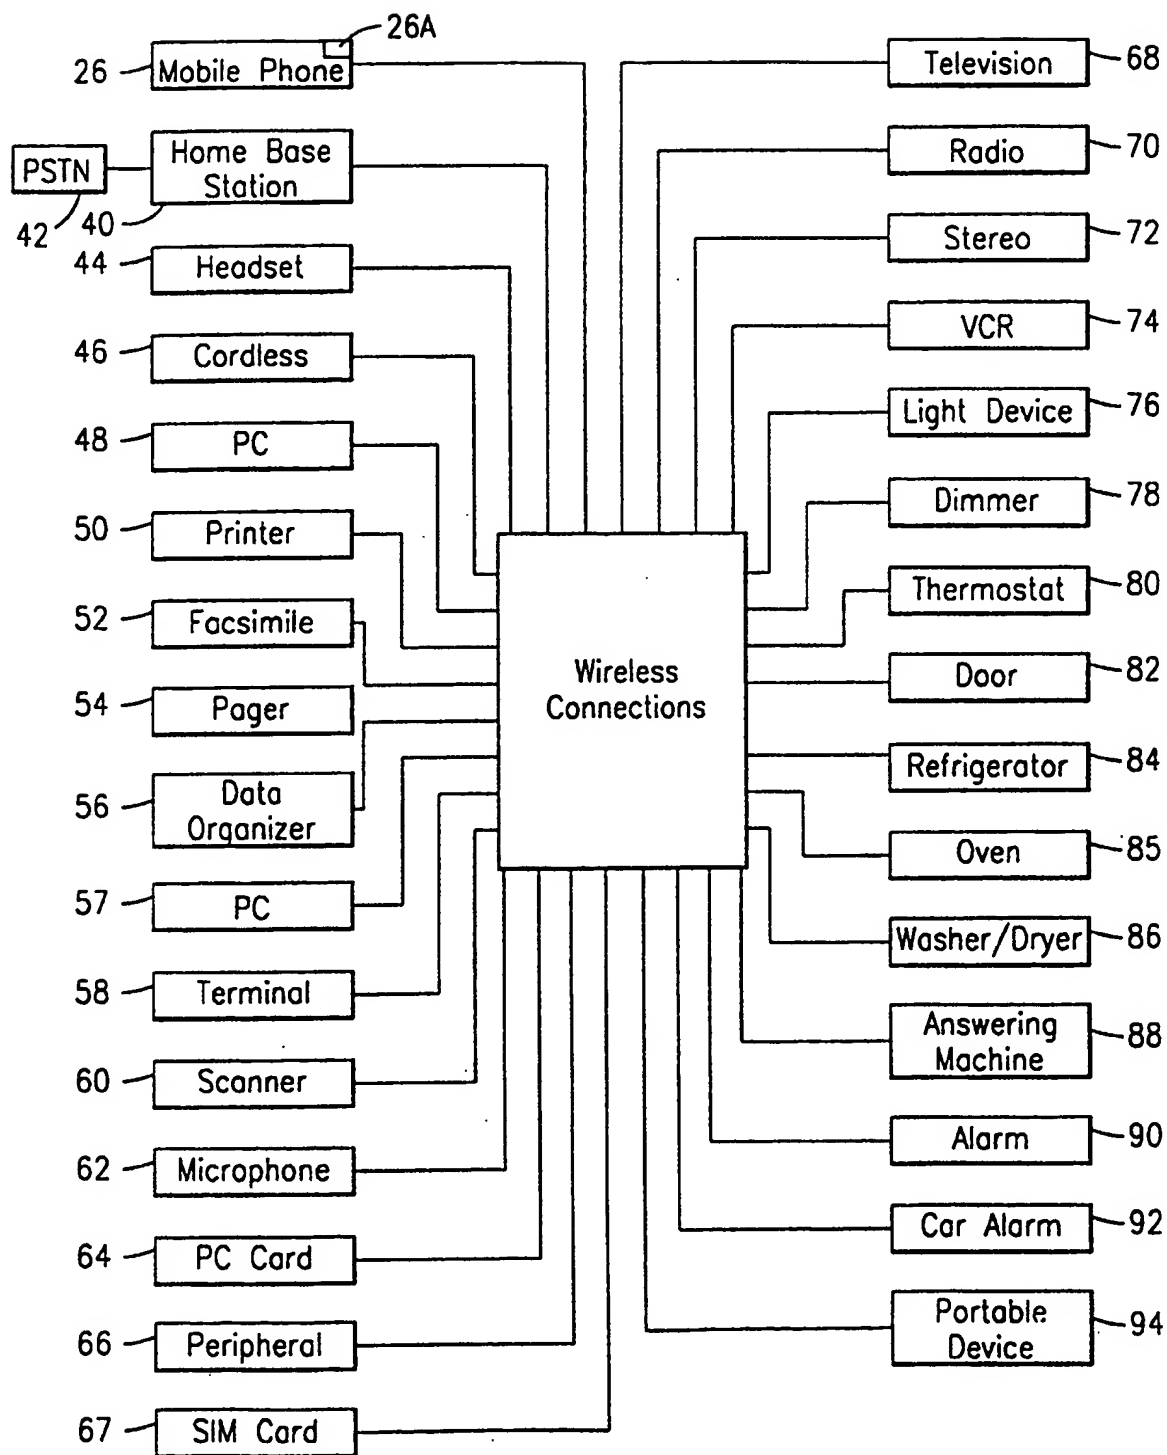 26A
26
Mobile Phone
PSTN
42
Home Base
Station
40
44
Headset
46
Cordless
48
PC
50
Printer
52
Facsimile
54
Pager
56
Data
Organizer
57
PC
58
Terminal
60
Scanner
62
Microphone
64
PC Card
66
Peripheral
67
SIM Card
Wireless
Connections
Television
68
Radio
70
Stereo
72
VCR
74
Light Device
76
Dimmer
78
Thermostat
80
Door
82
Refrigerator
84
Oven
85
Washer/Dryer
86
Answering
Machine
88
Alarm
90
Car Alarm
92
Portable
Device
94